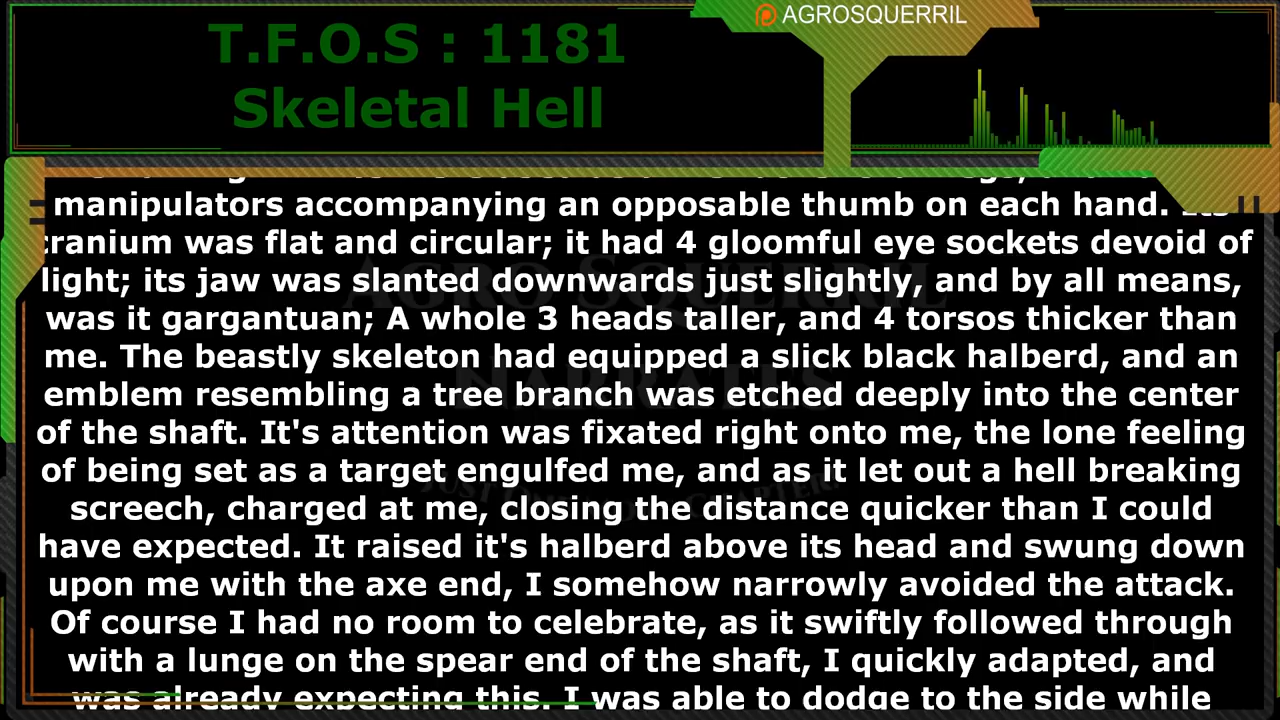 AGROSQUERRIL
T.F.O.S : 1181
Skeletal Hell
manipulators accompanying an opposable thumb on each hand. Its
cranium was flat and circular; it had 4 gloomful eye sockets devoid of
light; its jaw was slanted downwards just slightly, and by all means,
was it gargantuan; A whole 3 heads taller, and 4 torsos thicker than
me. The beastly skeleton had equipped a slick black halberd, and an
emblem resembling a tree branch was etched deeply into the center
of the shaft. It's attention was fixated right onto me, the lone feeling
of being set as a target engulfed me, and as it let out a hell breaking
screech, charged at me, closing the distance quicker than I could
have expected. It raised it's halberd above its head and swung down
upon me with the axe end, I somehow narrowly avoided the attack.
Of course I had no room to celebrate, as it swiftly followed through
with a lunge on the spear end of the shaft, I quickly adapted, and
was already expecting this. I was able to dodge to the side while